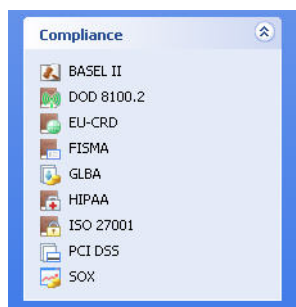 Compliance
BASEL II
DOD 8100.2
EU-CRD
FISMA
GLBA
HIPAA
ISO 27001
PCI DSS
SOX